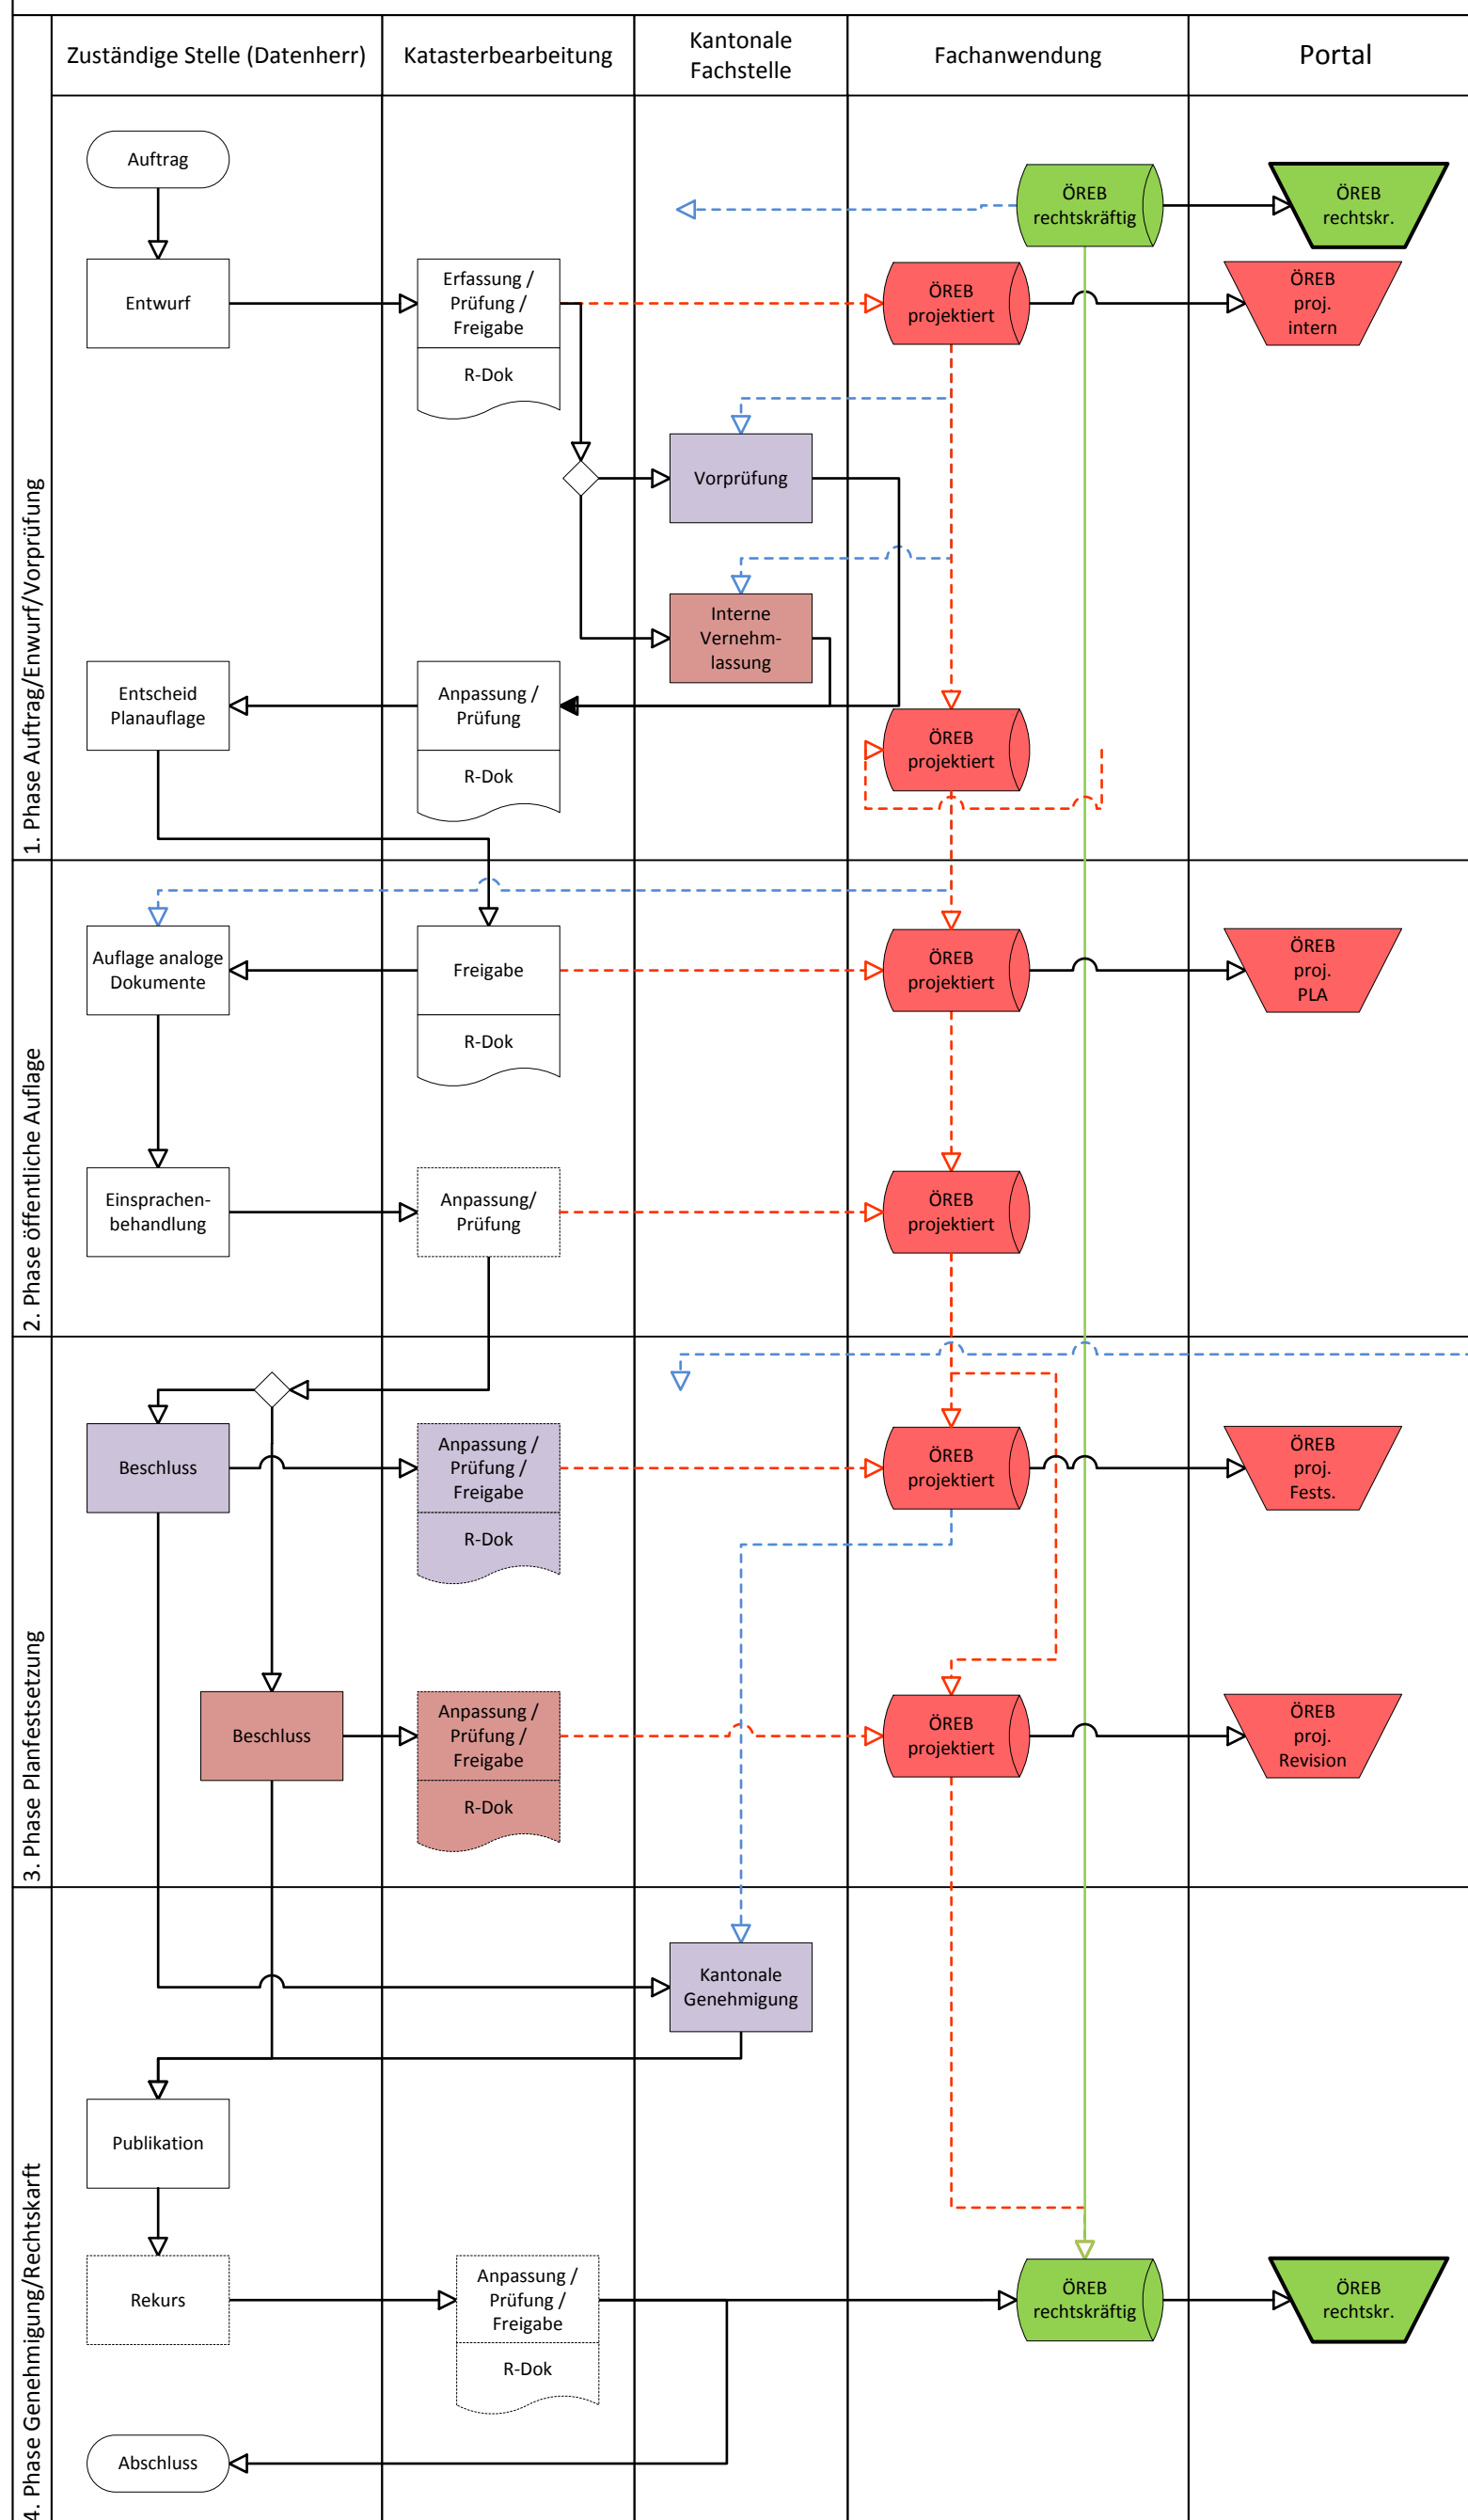 Zuständige Stelle (Datenherr)
Katasterbearbeitung
Kantonale
Fachstelle
Fachanwendung
Portal
1. Phase Auftrag/Enwurf/Vorprüfung
Auftrag
ÖREB
rechtskräftig
ÖREB
rechtskr.
Entwurf
Erfassung /
Prüfung /
Freigabe
R-Dok
ÖREB
projektiert
ÖREB
proj.
intern
Vorprüfung
Interne
Vernehm-
lassung
Entscheid
Planauflage
Anpassung /
Prüfung
R-Dok
ÖREB
projektiert
2. Phase öffentliche Auflage
Auflage analoge
Dokumente
Freigabe
R-Dok
ÖREB
projektiert
ÖREB
proj.
PLA
Einsprachen-
behandlung
Anpassung/
Prüfung
ÖREB
projektiert
3. Phase Planfestsetzung
Beschluss
Anpassung /
Prüfung /
Freigabe
R-Dok
ÖREB
projektiert
ÖREB
proj.
Fests.
Beschluss
Anpassung /
Prüfung /
Freigabe
R-Dok
ÖREB
projektiert
ÖREB
proj.
Revision
4. Phase Genehmigung/Rechtskarft
Kantonale
Genehmigung
Publikation
Rekurs
Anpassung /
Prüfung /
Freigabe
R-Dok
ÖREB
rechtskräftig
ÖREB
rechtskr.
Abschluss